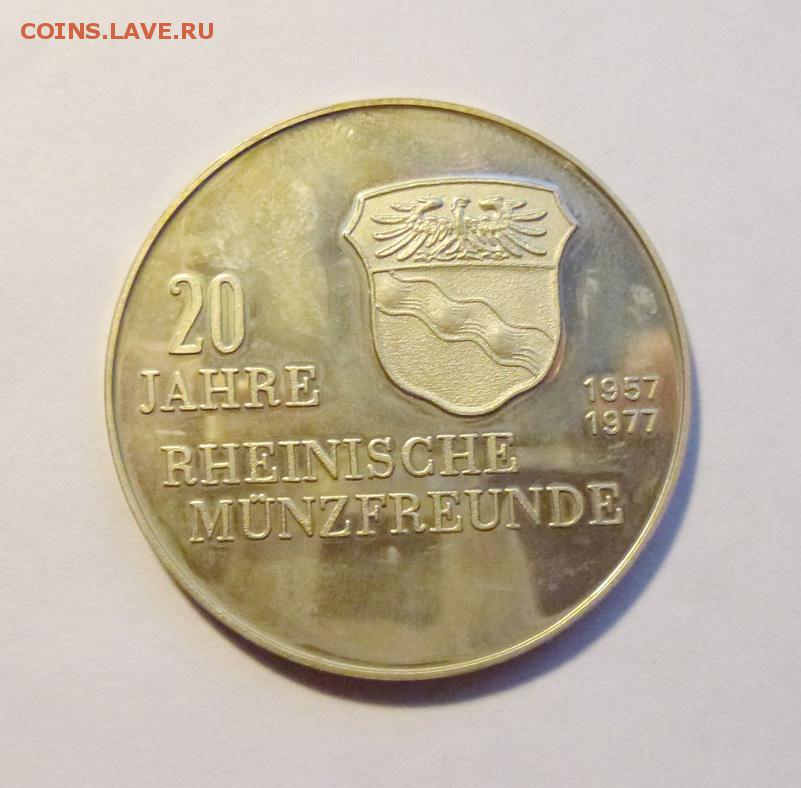 COINS.LAVE.RU
20
JAHRE
1957
1977
RHEINISCHE
MÜNZFREUNDE